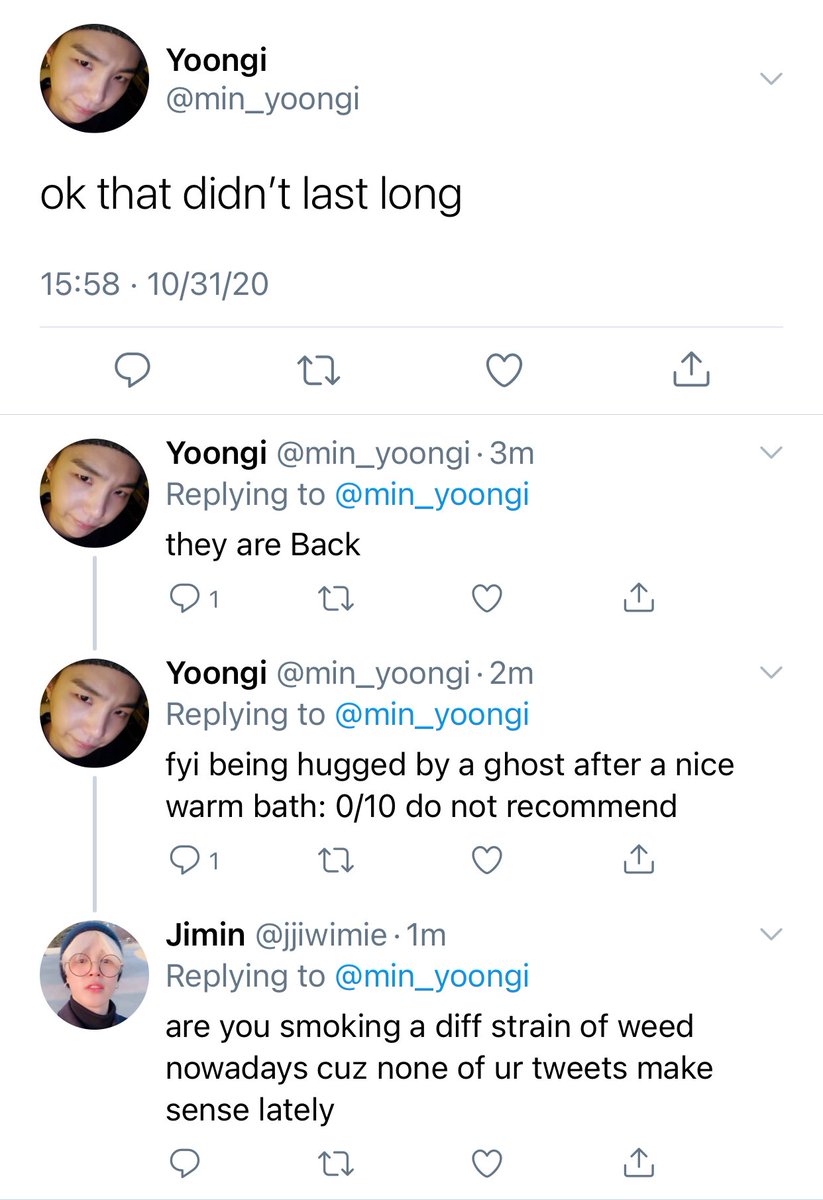 Yoongi
@min_yoongi
ok that didn’t last long
15:58 · 10/31/20
Yoongi @min_yoongi · 3m
Replying to @min_yoongi
they are Back
1
Yoongi @min_yoongi · 2m
Replying to @min_yoongi
fyi being hugged by a ghost after a nice
warm bath: 0/10 do not recommend
1
Jimin @jjiwimie · 1m
Replying to @min_yoongi
are you smoking a diff strain of weed
nowadays cuz none of ur tweets make
sense lately